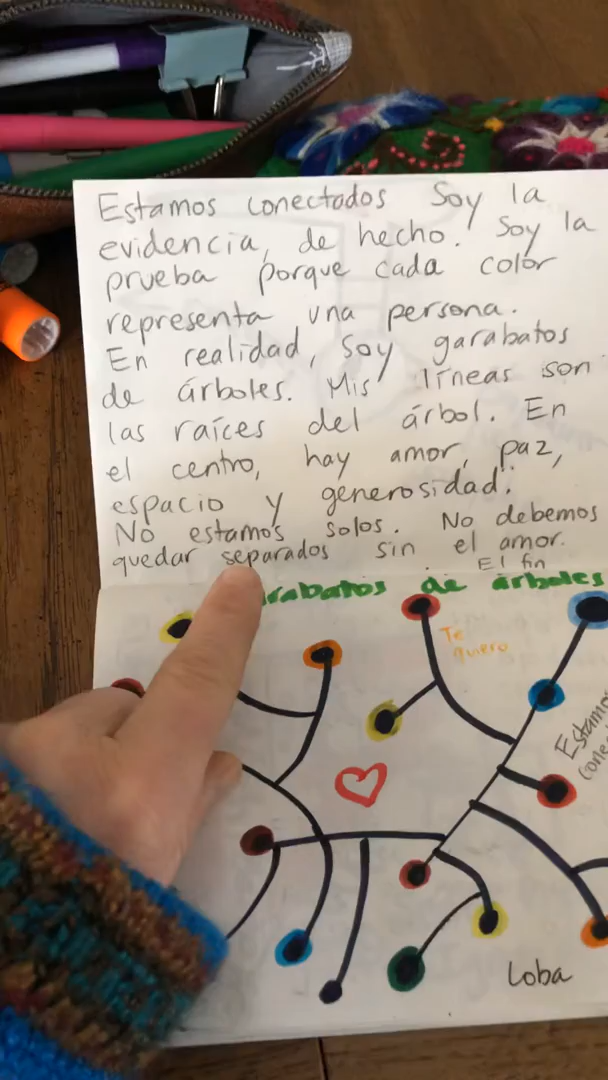 Estamos conectados Soy la
evidencia, de hecho. Soy la
prueba porque cada color
representa una persona.
En realidad, soy garabatos
de árboles. Mis líneas son
las raíces del árbol. En
el centro, hay amor, paz,
espacio y generosidad.
No estamos solos. No debemos
quedar separados sin el amor.
El fin
arabatos de árboles
Te
quiero
Estamos
Loba